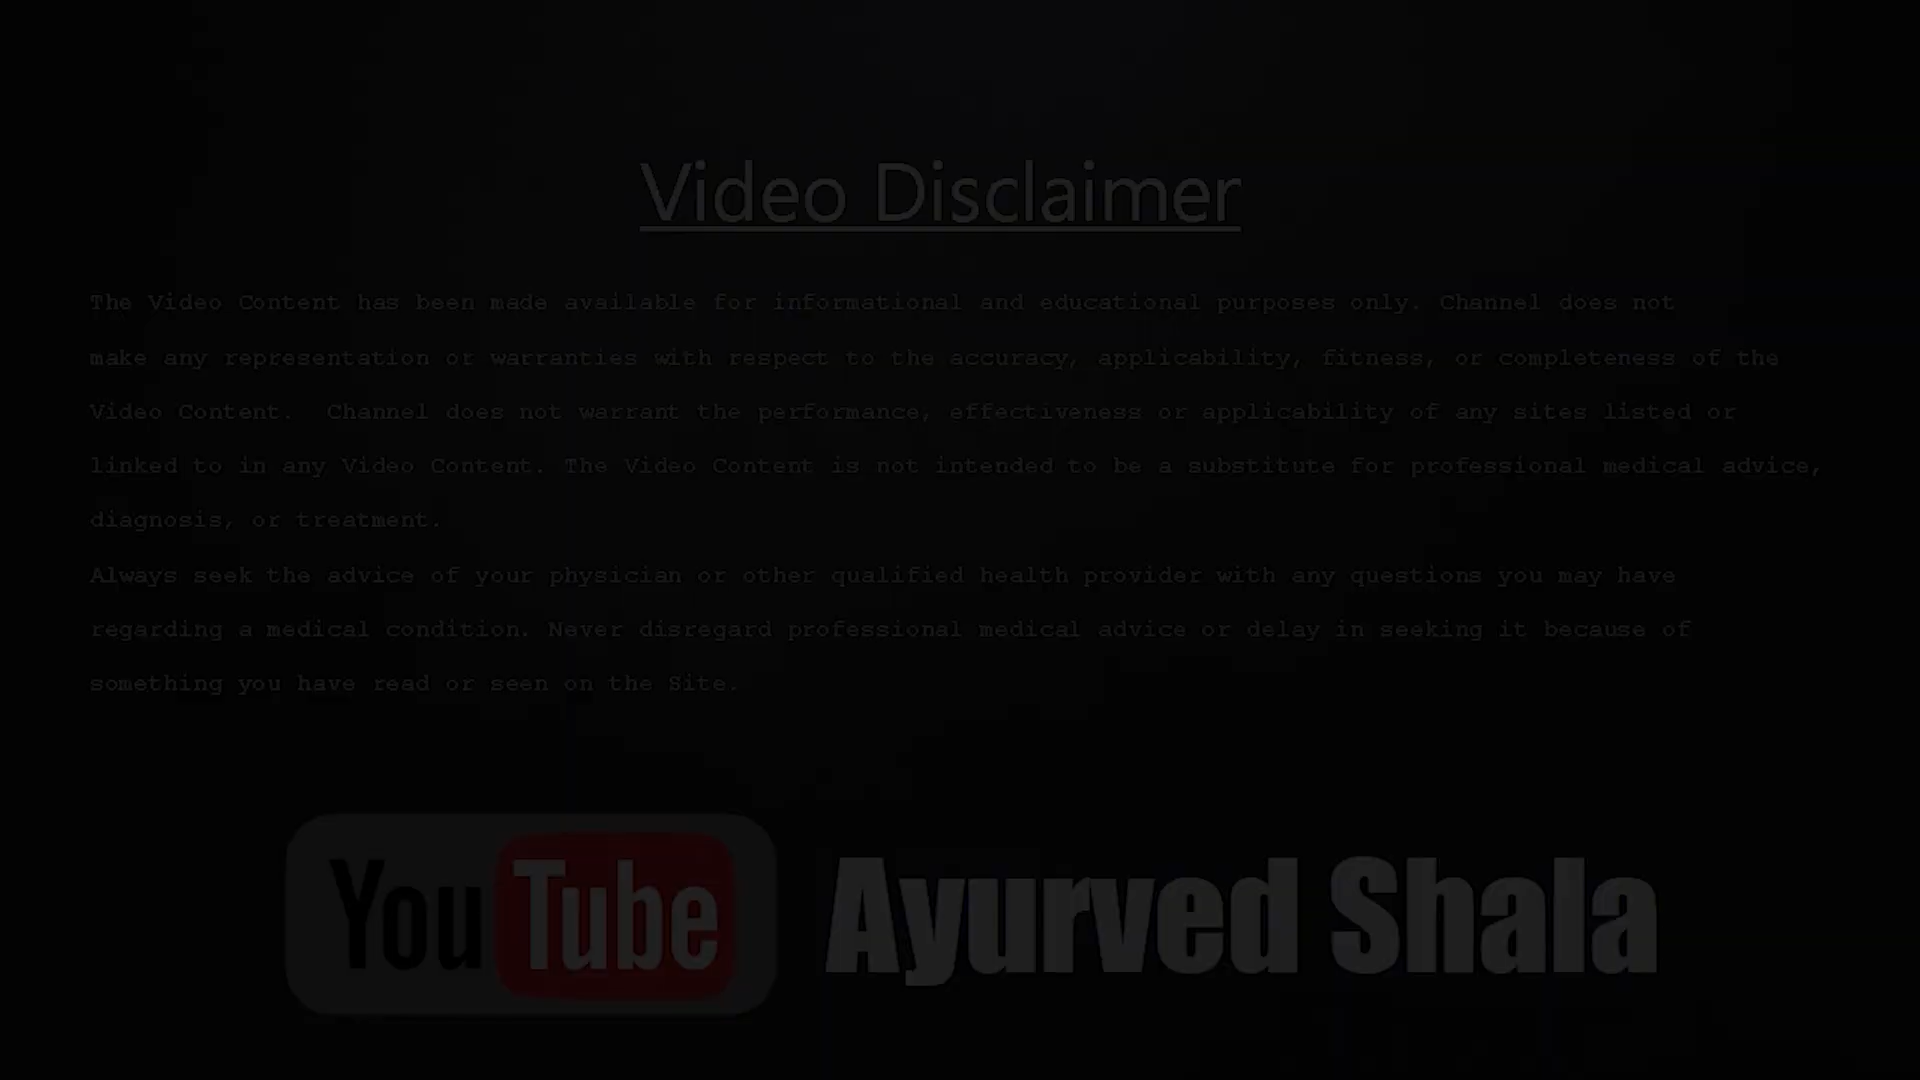 Video Disclaimer
The Video Content has been made available for informational and educational purposes only. Channel does not
make any representation or warranties with respect to the accuracy, applicability, fitness, or completeness of the
Video Content.  Channel does not warrant the performance, effectiveness or applicability of any sites listed or
linked to in any Video Content. The Video Content is not intended to be a substitute for professional medical advice,
diagnosis, or treatment.
Always seek the advice of your physician or other qualified health provider with any questions you may have
regarding a medical condition. Never disregard professional medical advice or delay in seeking it because of
something you have read or seen on the Site.
YouTube Ayurved Shala